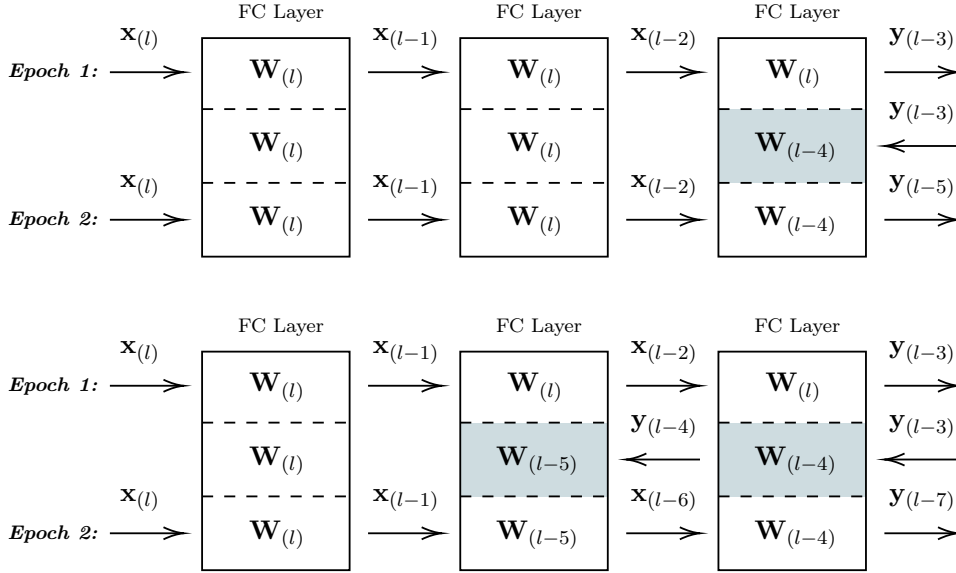 FC Layer FC Layer FC Layer
x(l) x(l−1) x(l−2) y(l−3)
Epoch 1: W(l) W(l) W(l)
y(l−3)
W(l) W(l) W(l−4)
x(l) x(l−1) x(l−2) y(l−5)
Epoch 2: W(l) W(l) W(l−4)
FC Layer FC Layer FC Layer
x(l) x(l−1) x(l−2) y(l−3)
Epoch 1: W(l) W(l) W(l)
y(l−4) y(l−3)
W(l) W(l−5) W(l−4)
x(l) x(l−1) x(l−6) y(l−7)
Epoch 2: W(l) W(l−5) W(l−4)